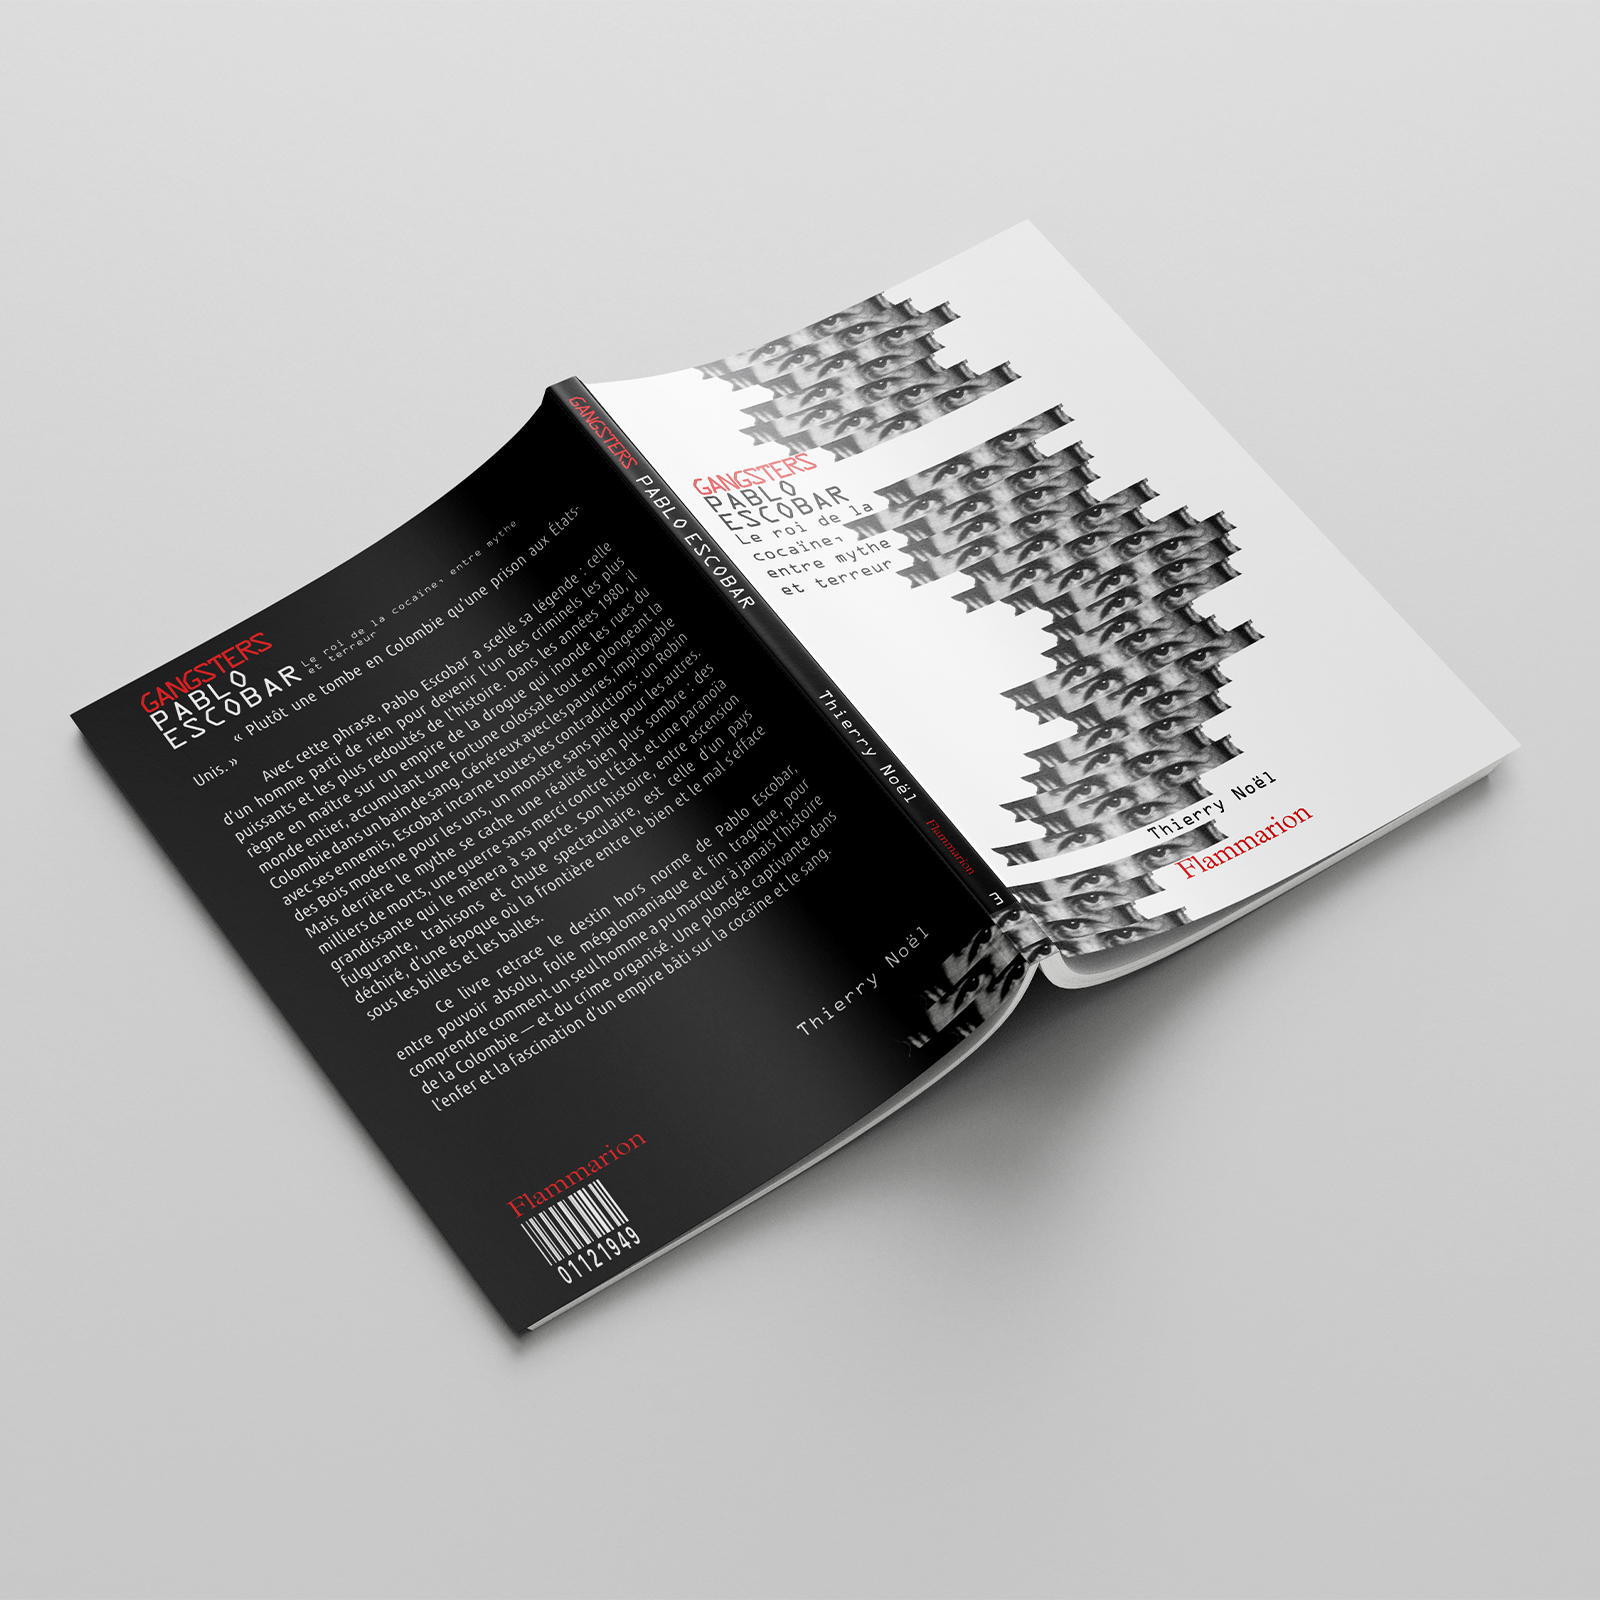 GANGSTERS
PABLO
ESCOBAR
Le roi de la cocaïne, entre mythe
et terreur
« Plutôt une tombe en Colombie qu'une prison aux États-
Unis. »
Avec cette phrase, Pablo Escobar a scellé sa légende : celle
d'un homme parti de rien pour devenir l'un des criminels les plus
puissants et les plus redoutés de l'histoire. Dans les années 1980, il
règne en maître sur un empire de la drogue qui inonde les rues du
monde entier, accumulant une fortune colossale tout en plongeant la
Colombie dans un bain de sang. Généreux avec les pauvres, impitoyable
avec ses ennemis, Escobar incarne toutes les contradictions : un Robin
des Bois moderne pour les uns, un monstre sans pitié pour les autres.
Mais derrière le mythe se cache une réalité bien plus sombre : des
milliers de morts, une guerre sans merci contre l'État, et une paranoïa
grandissante qui le mènera à sa perte. Son histoire, entre ascension
fulgurante, trahisons et chute spectaculaire, est celle d'un pays
déchiré, d'une époque où la frontière entre le bien et le mal s'efface
sous les billets et les balles.
Ce livre retrace le destin hors norme de Pablo Escobar,
entre pouvoir absolu, folie mégalomaniaque et fin tragique, pour
comprendre comment un seul homme a pu marquer à jamais l'histoire
de la Colombie — et du crime organisé. Une plongée captivante dans
l'enfer et la fascination d'un empire bâti sur la cocaïne et le sang.
Thierry Noël
Flammarion
01121949
GANGSTERS PABLO ESCOBAR Thierry Noël Flammarion E
GANGSTERS
PABLO
ESCOBAR
Le roi de la
cocaïne,
entre mythe
et terreur
Thierry Noël
Flammarion